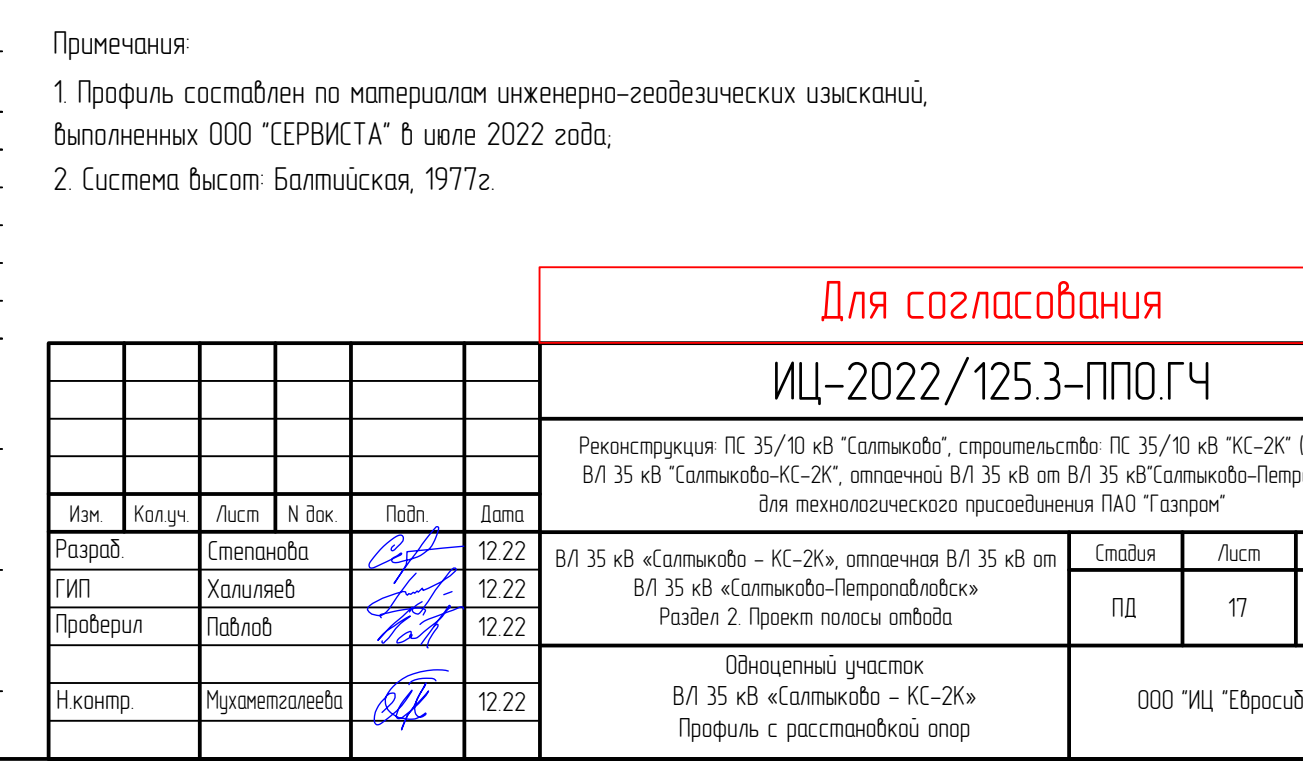 Примечания:
1. Профиль составлен по материалам инженерно-геодезических изысканий,
выполненных ООО "СЕРВИСТА" в июле 2022 года;
2. Система высот: Балтийская, 1977г.
Для согласования
ИЦ-2022/125.3-ППО.ГЧ
Реконструкция: ПС 35/10 кВ "Салтыково", строительство: ПС 35/10 кВ "КС-2К" (
ВЛ 35 кВ "Салтыково-КС-2К", отпаечной ВЛ 35 кВ от ВЛ 35 кВ"Салтыково-Петр
для технологического присоединения ПАО "Газпром"
Изм. Кол.уч. Лист N док. Подп. Дата
Разраб. Степанова 12.22
ГИП Халиляев 12.22
Проверил Павлов 12.22
Н.контр. Мухаметгалеева 12.22
ВЛ 35 кВ «Салтыково - КС-2К», отпаечная ВЛ 35 кВ от
ВЛ 35 кВ «Салтыково-Петропавловск»
Раздел 2. Проект полосы отвода
Стадия Лист
ПД 17
Одноцепный участок
ВЛ 35 кВ «Салтыково - КС-2К»
Профиль с расстановкой опор
ООО "ИЦ "Евросиб